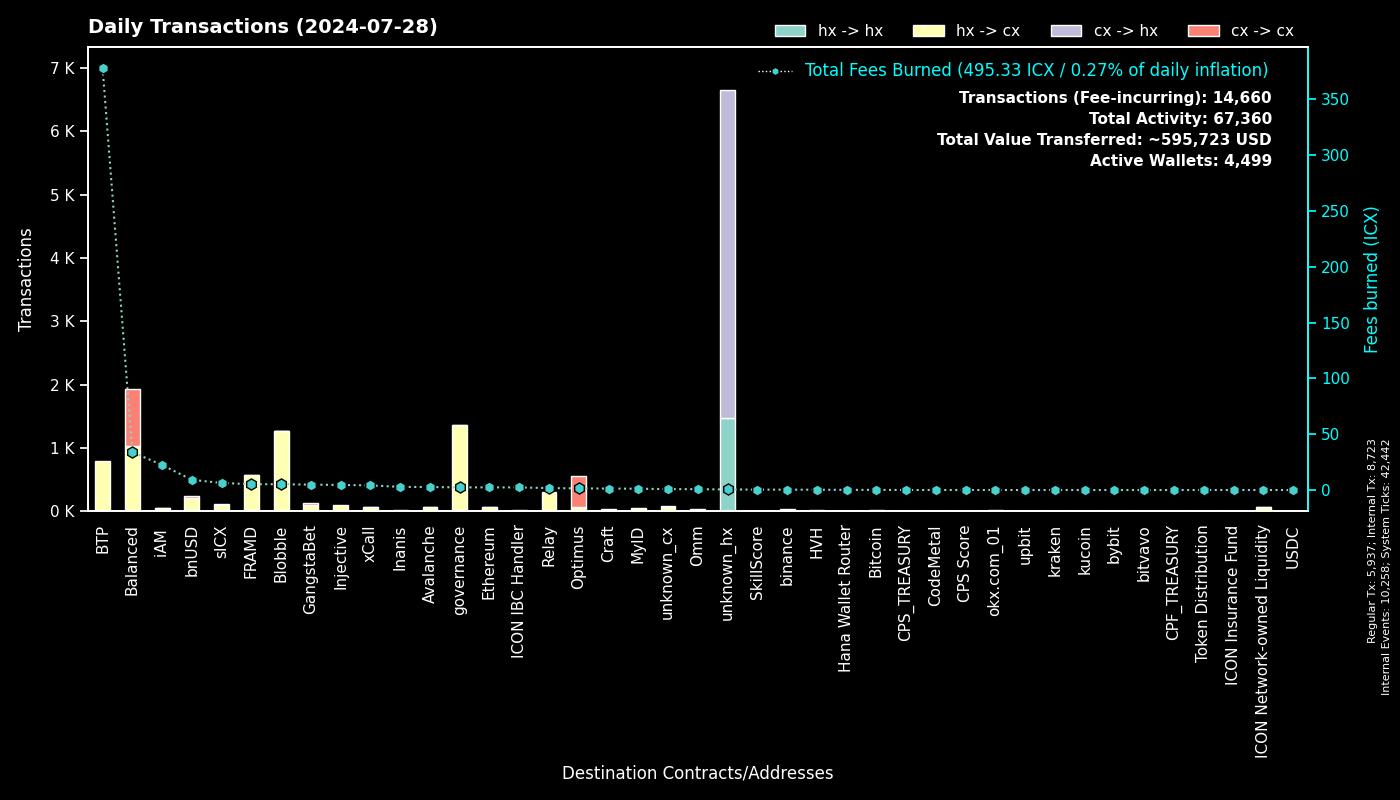 Daily Transactions (2024-07-28)
hx -> hx
hx -> cx
cx -> hx
cx -> cx
Total Fees Burned (495.33 ICX / 0.27% of daily inflation)
Transactions (Fee-incurring): 14,660
Total Activity: 67,360
Total Value Transferred: ~595,723 USD
Active Wallets: 4,499
Transactions
7 K
6 K
5 K
4 K
3 K
2 K
1 K
0 K
350
300
250
200
150
100
50
0
Fees burned (ICX)
BTP
Balanced
iAM
bnUSD
sICX
FRAMD
Blobble
GangstaBet
Injective
xCall
Inanis
Avalanche
governance
Ethereum
ICON IBC Handler
Relay
Optimus
Craft
MyID
unknown_cx
Omm
unknown_hx
SkillScore
binance
HVH
Hana Wallet Router
Bitcoin
CPS_TREASURY
CodeMetal
CPS Score
okx.com_01
upbit
kraken
kucoin
bybit
bitvavo
CPF_TREASURY
Token Distribution
ICON Insurance Fund
ICON Network-owned Liquidity
USDC
Destination Contracts/Addresses
Regular Tx: 5,937; Internal Tx: 8,723
Internal Events: 10,258; System Ticks: 42,442